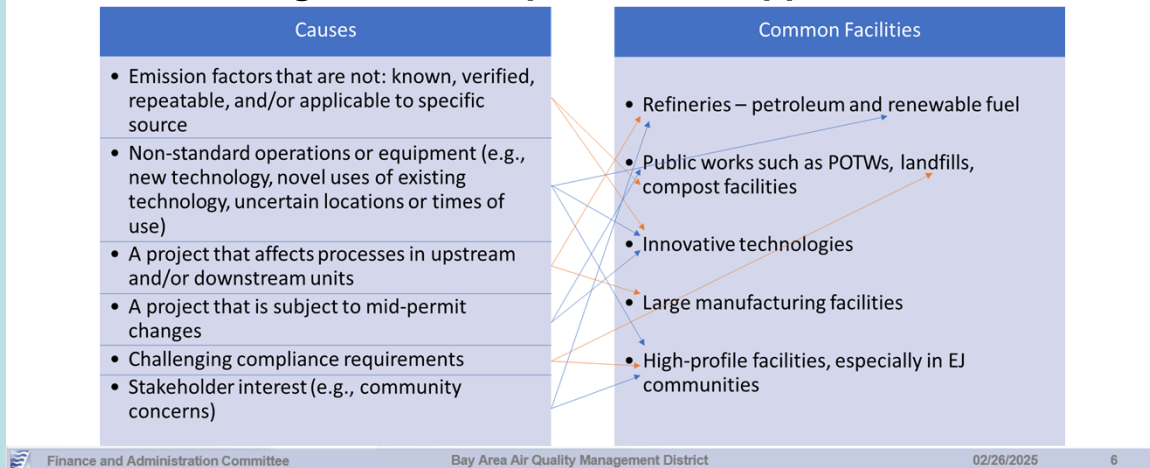 Causes
• Emission factors that are not: known, verified,
repeatable, and/or applicable to specific
source
• Non-standard operations or equipment (e.g.,
new technology, novel uses of existing
technology, uncertain locations or times of
use)
• A project that affects processes in upstream
and/or downstream units
• A project that is subject to mid-permit
changes
• Challenging compliance requirements
• Stakeholder interest (e.g., community
concerns)
Common Facilities
• Refineries – petroleum and renewable fuel
• Public works such as POTWs, landfills,
compost facilities
• Innovative technologies
• Large manufacturing facilities
• High-profile facilities, especially in EJ
communities
Finance and Administration Committee
Bay Area Air Quality Management District
02/26/2025
6